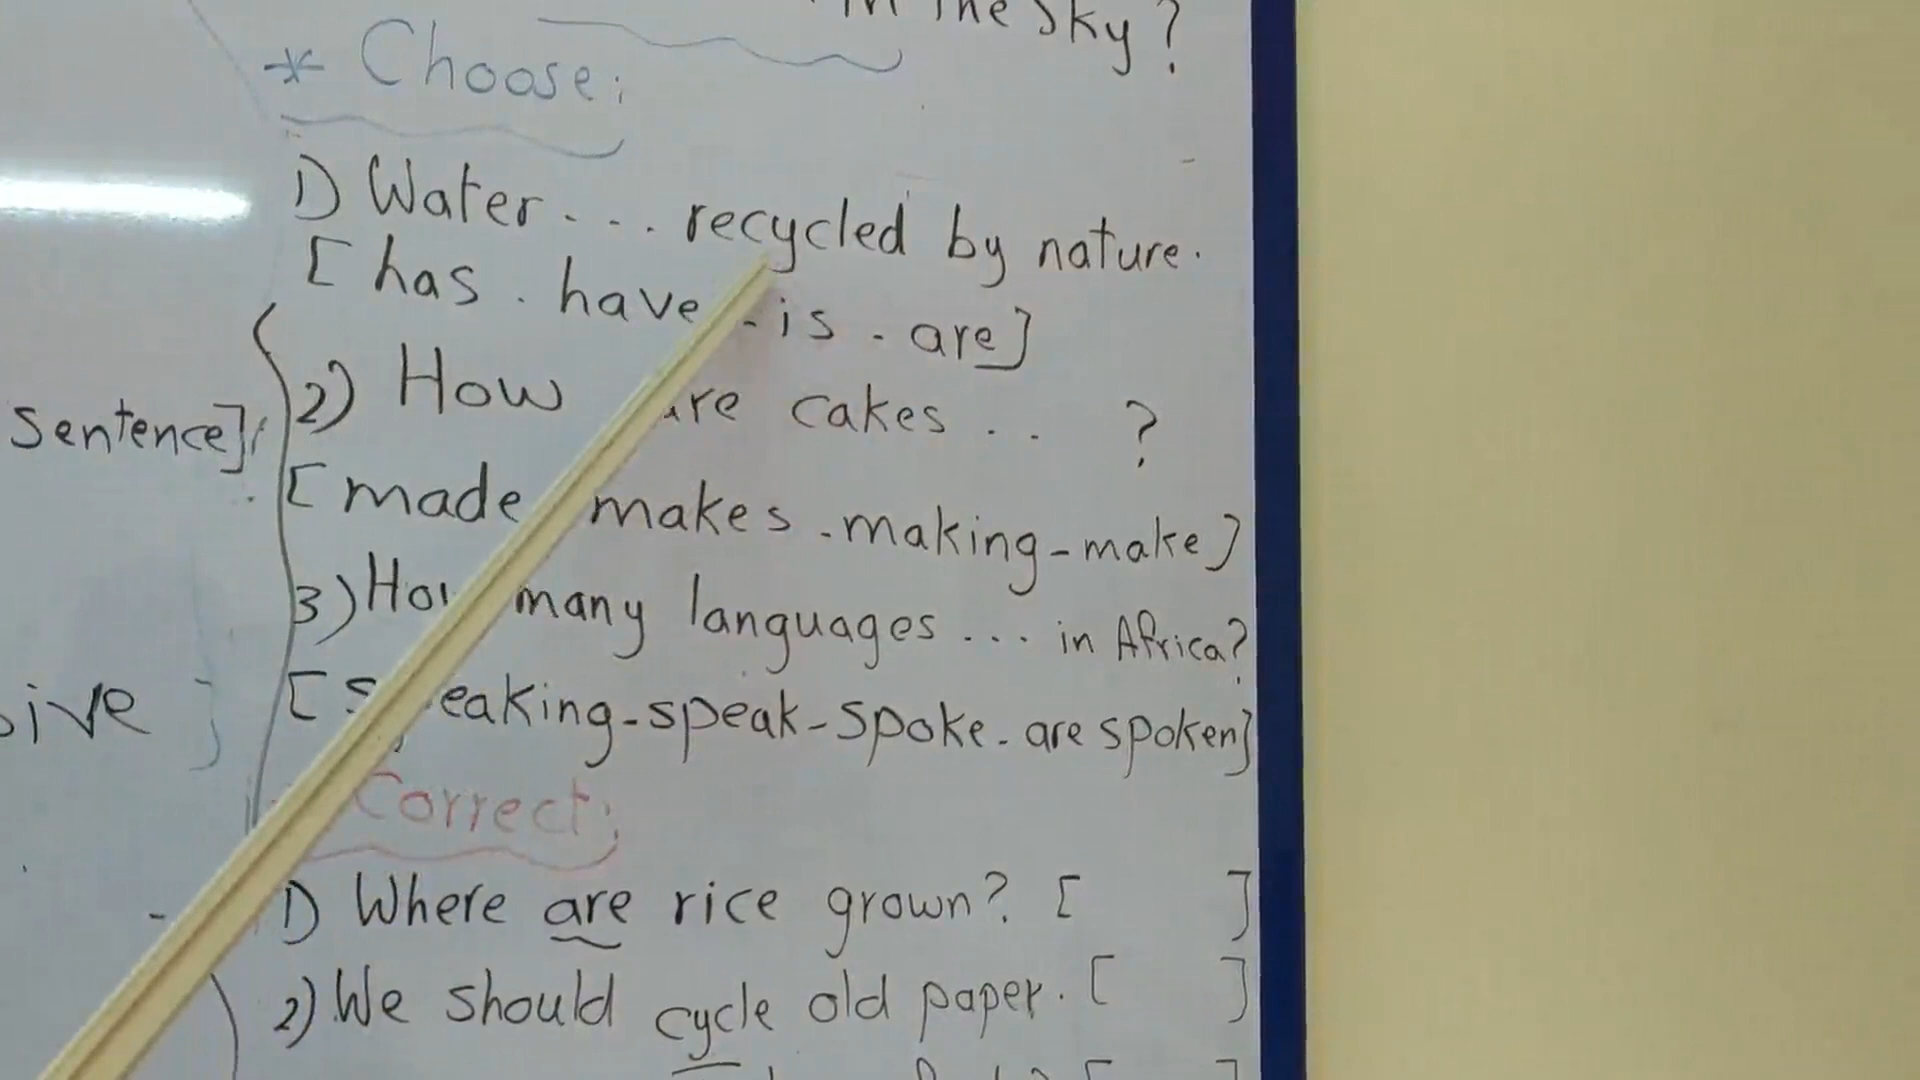 in the sky?
* Choose:
1) Water ... recycled by nature.
[has . have - is . are]
2) How are cakes .. ?
sentence]
[made makes - making - make]
3) How many languages ... in Africa?
[speaking - speak - spoke - are spoken]
Correct:
1) Where are rice grown? [ ]
2) We should cycle old paper. [ ]